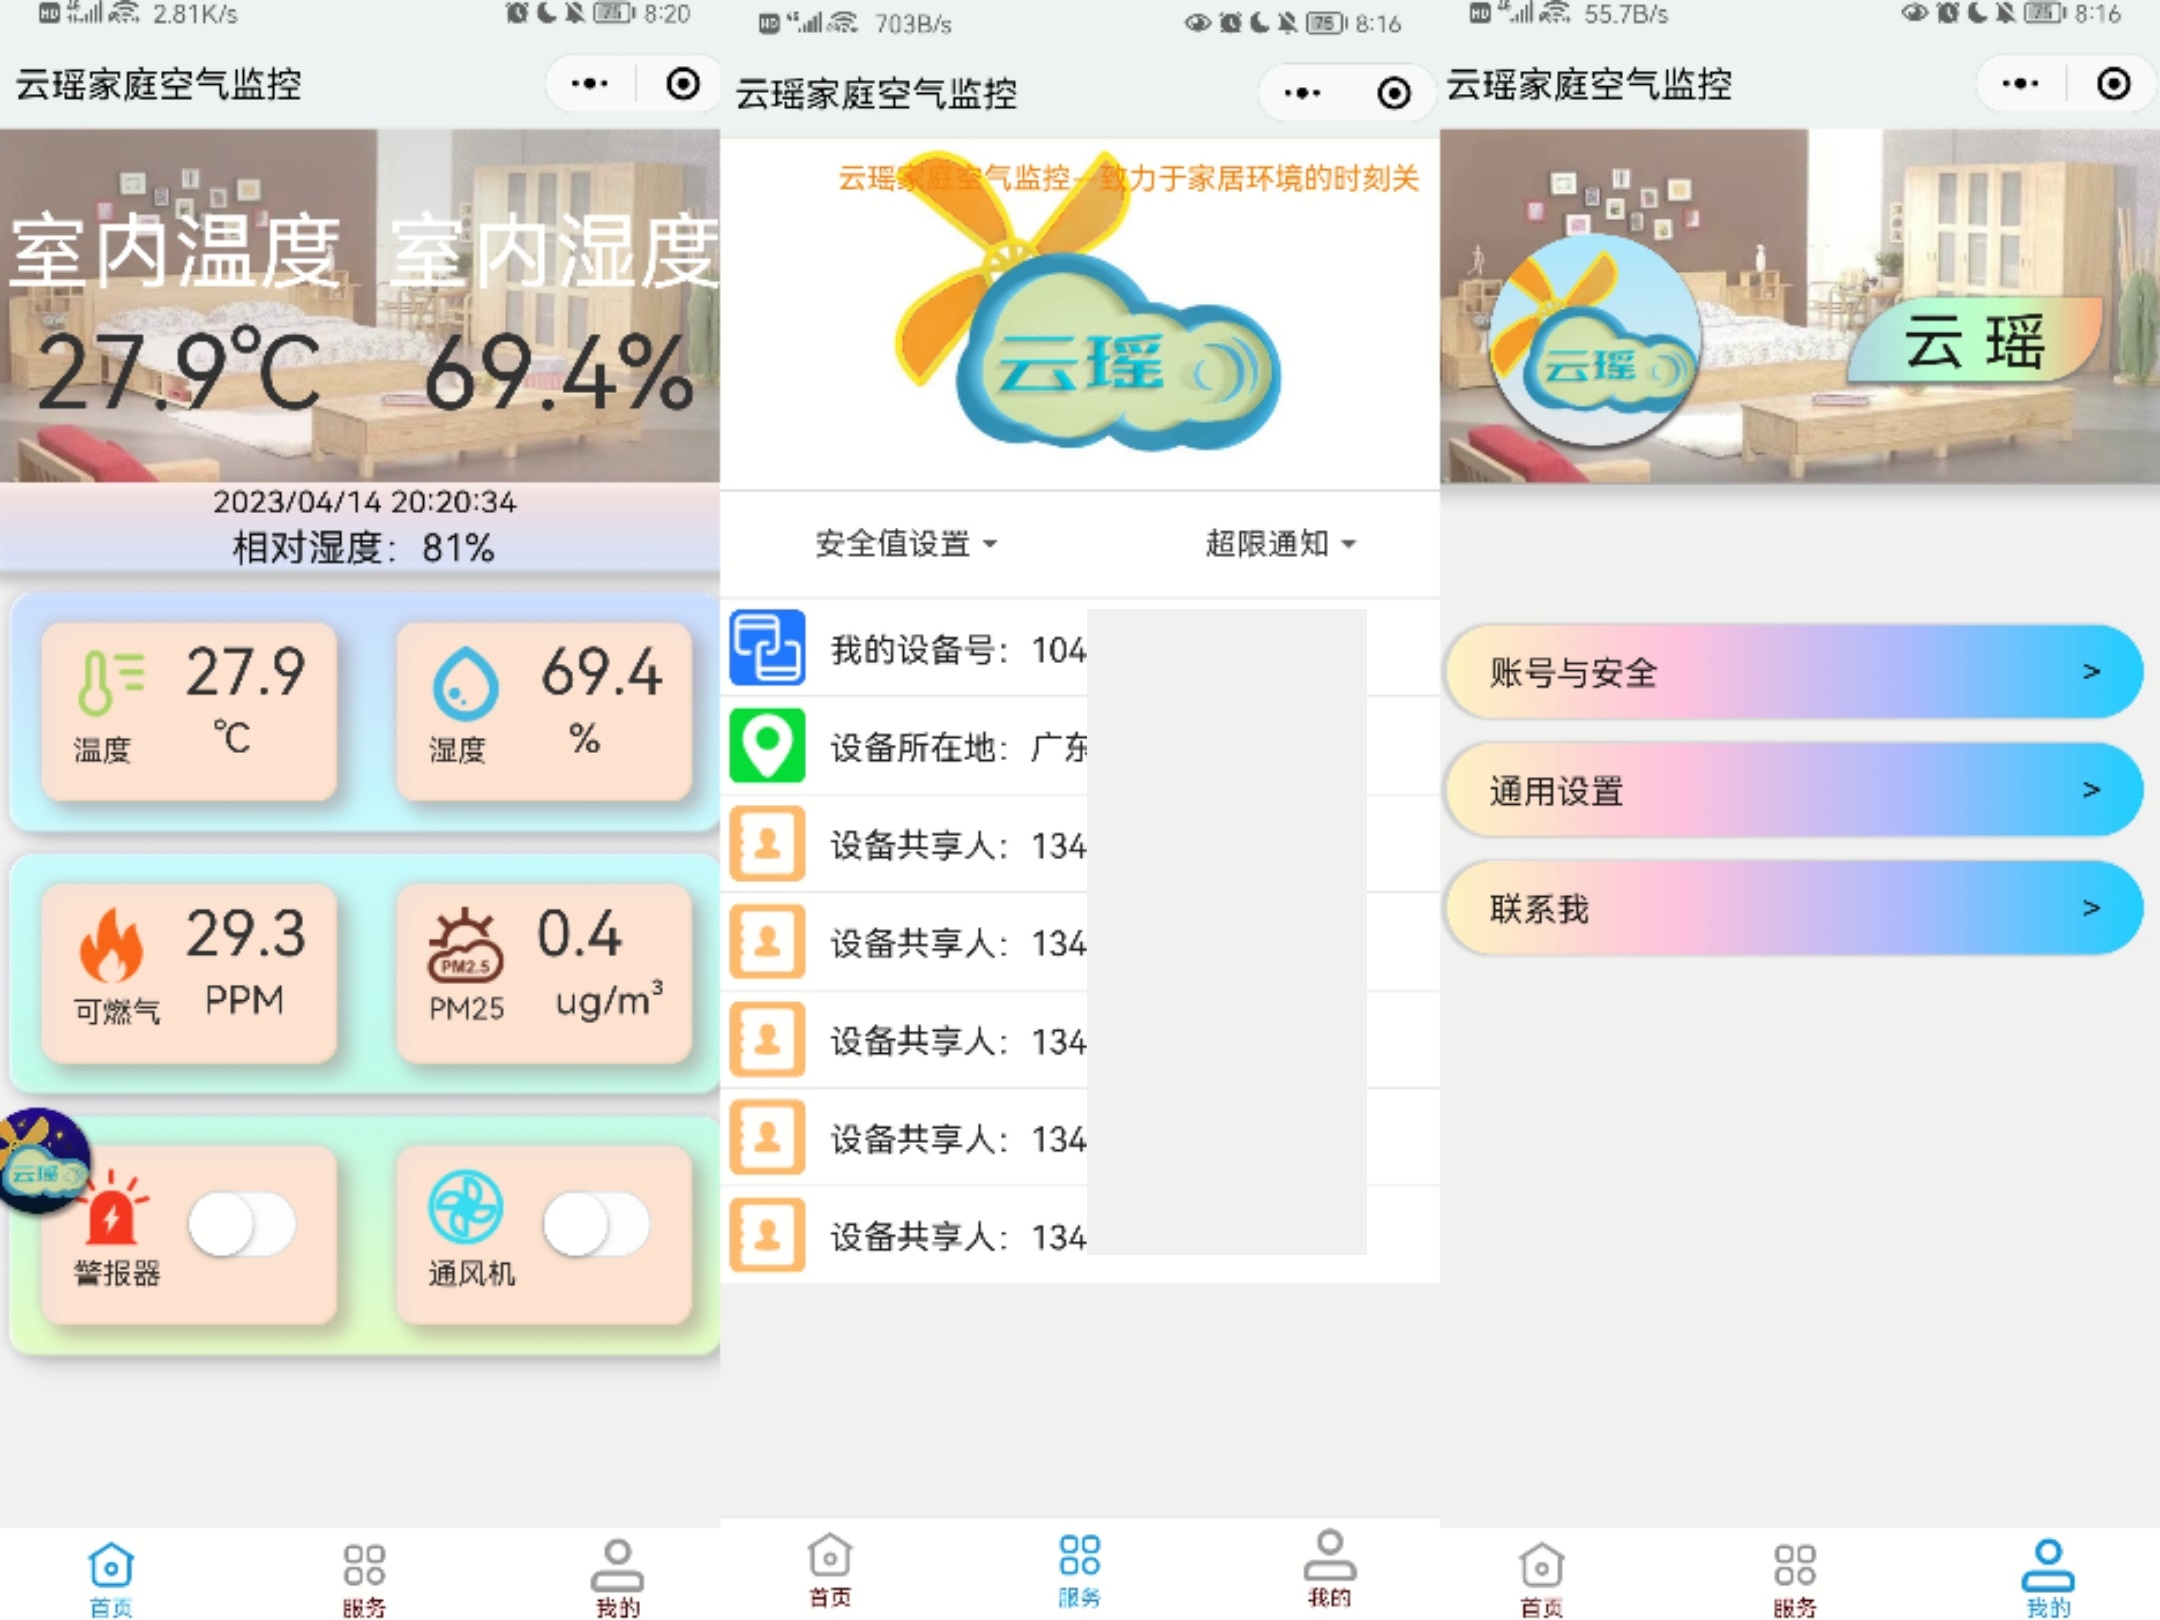 HD 4G 2.81K/s 75 8:20
云瑶家庭空气监控
室内温度 室内湿度
27.9℃ 69.4%
2023/04/14 20:20:34
相对湿度：81%
27.9
℃
温度
69.4
%
湿度
29.3
PPM
可燃气
PM2.5
0.4
ug/m³
PM25
云瑶
警报器
通风机
首页 服务 我的
HD 4G 703B/s 75 8:16
云瑶家庭空气监控
云瑶家庭空气监控—致力于家居环境的时刻关
云瑶
安全值设置 超限通知
我的设备号：104
设备所在地：广东
设备共享人：134
设备共享人：134
设备共享人：134
设备共享人：134
设备共享人：134
首页 服务 我的
HD 4G 55.7B/s 75 8:16
云瑶家庭空气监控
云瑶
云 瑶
账号与安全 >
通用设置 >
联系我 >
首页 服务 我的